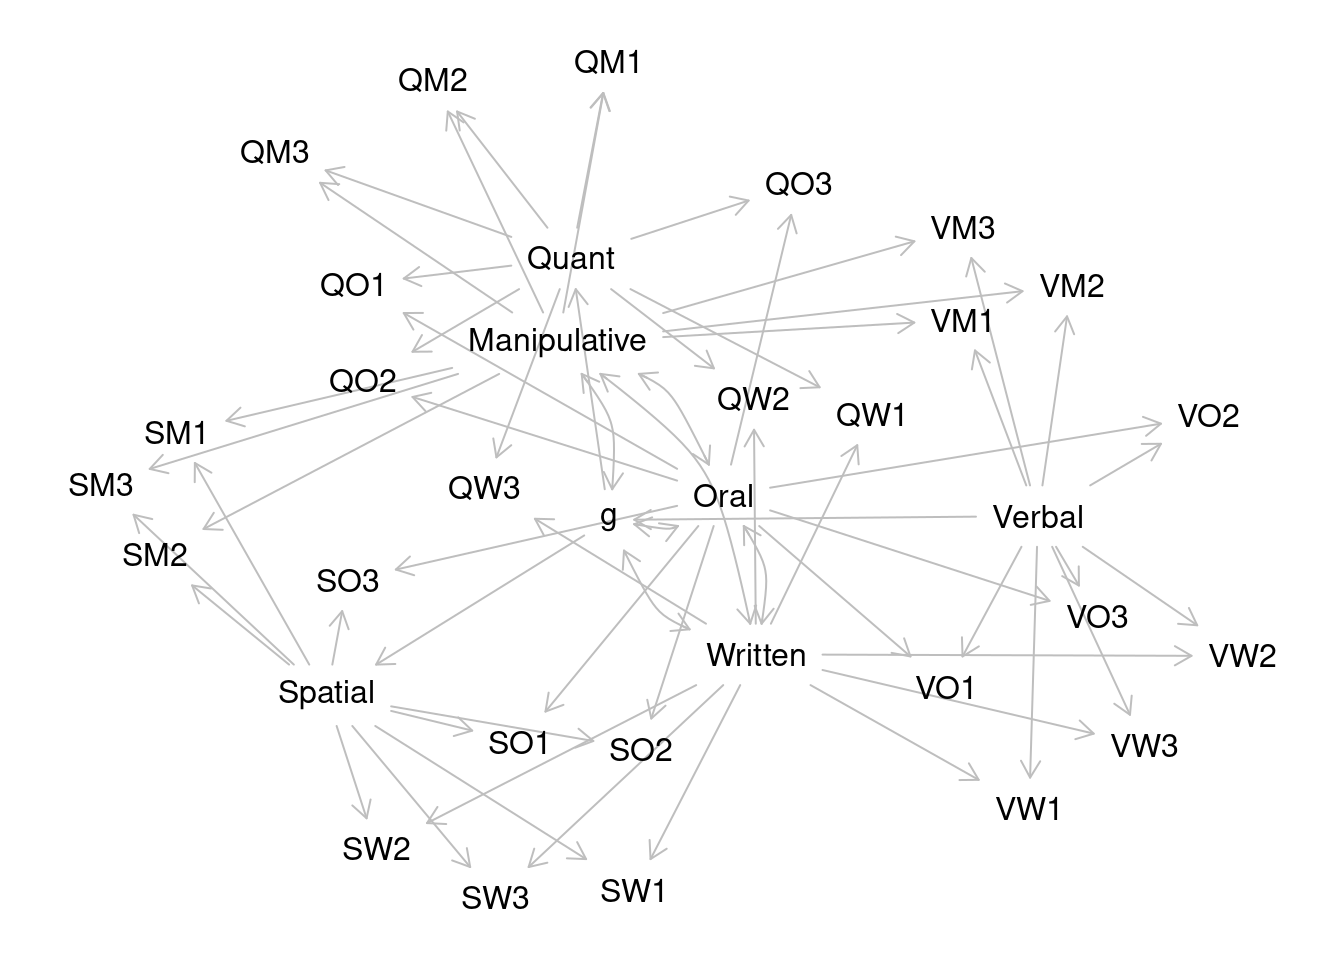 QM1
QM2
QM3
QO3
VM3
Quant
QO1
VM2
VM1
Manipulative
QO2
QW2
QW1
VO2
SM1
SM3
QW3
Oral
g
Verbal
SM2
SO3
VO3
Written
VW2
Spatial
VO1
SO1
SO2
VW3
VW1
SW2
SW3
SW1